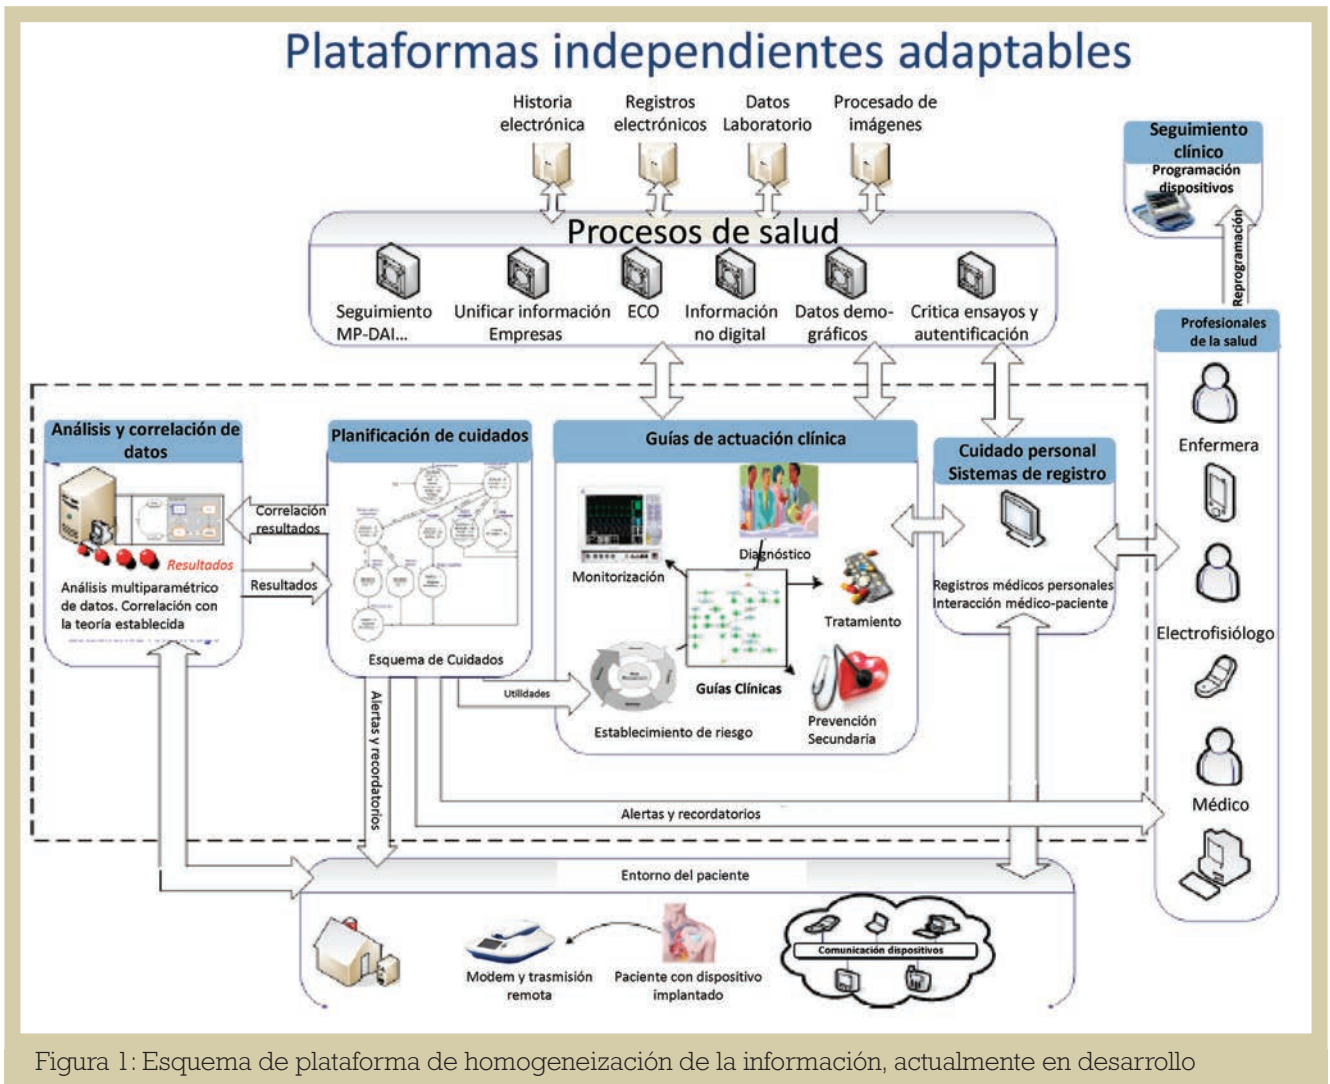 Plataformas independientes adaptables
Historia
electrónica
Registros
electrónicos
Datos
Laboratorio
Procesado de
imágenes
Seguimiento
clínico
Programación
dispositivos
Reprogramación
Procesos de salud
Seguimiento
MP-DAI...
Unificar información
Empresas
ECO
Información
no digital
Datos demo-
gráficos
Critica ensayos y
autentificación
Profesionales
de la salud
Enfermera
Electrofisiólogo
Médico
Análisis y correlación de
datos
Resultados
Análisis multiparamétrico
de datos. Correlación con
la teoría establecida
Correlación
resultados
Resultados
Planificación de cuidados
Esquema de Cuidados
Utilidades
Guías de actuación clínica
Monitorización
Diagnóstico
Tratamiento
Guías Clínicas
Establecimiento de riesgo
Prevención
Secundaria
Cuidado personal
Sistemas de registro
Registros médicos personales
Interacción médico-paciente
Alertas y recordatorios
Alertas y recordatorios
Entorno del paciente
Modem y trasmisión
remota
Paciente con dispositivo
implantado
Comunicación dispositivos
Figura 1: Esquema de plataforma de homogeneización de la información, actualmente en desarrollo